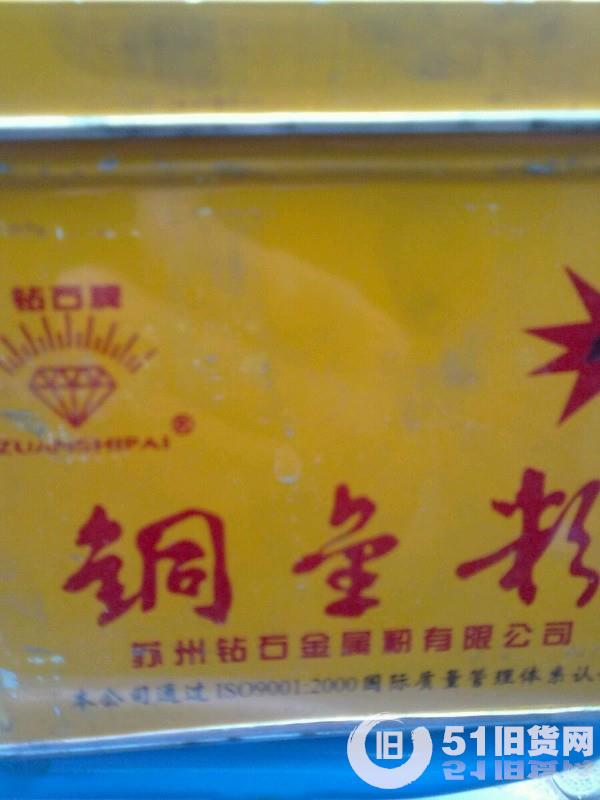 钻石牌
ZUANSHIPAI®
铜金粉
苏州钻石金属粉有限公司
本公司通过ISO9001:2000国际质量管理体系认
旧 51旧货网